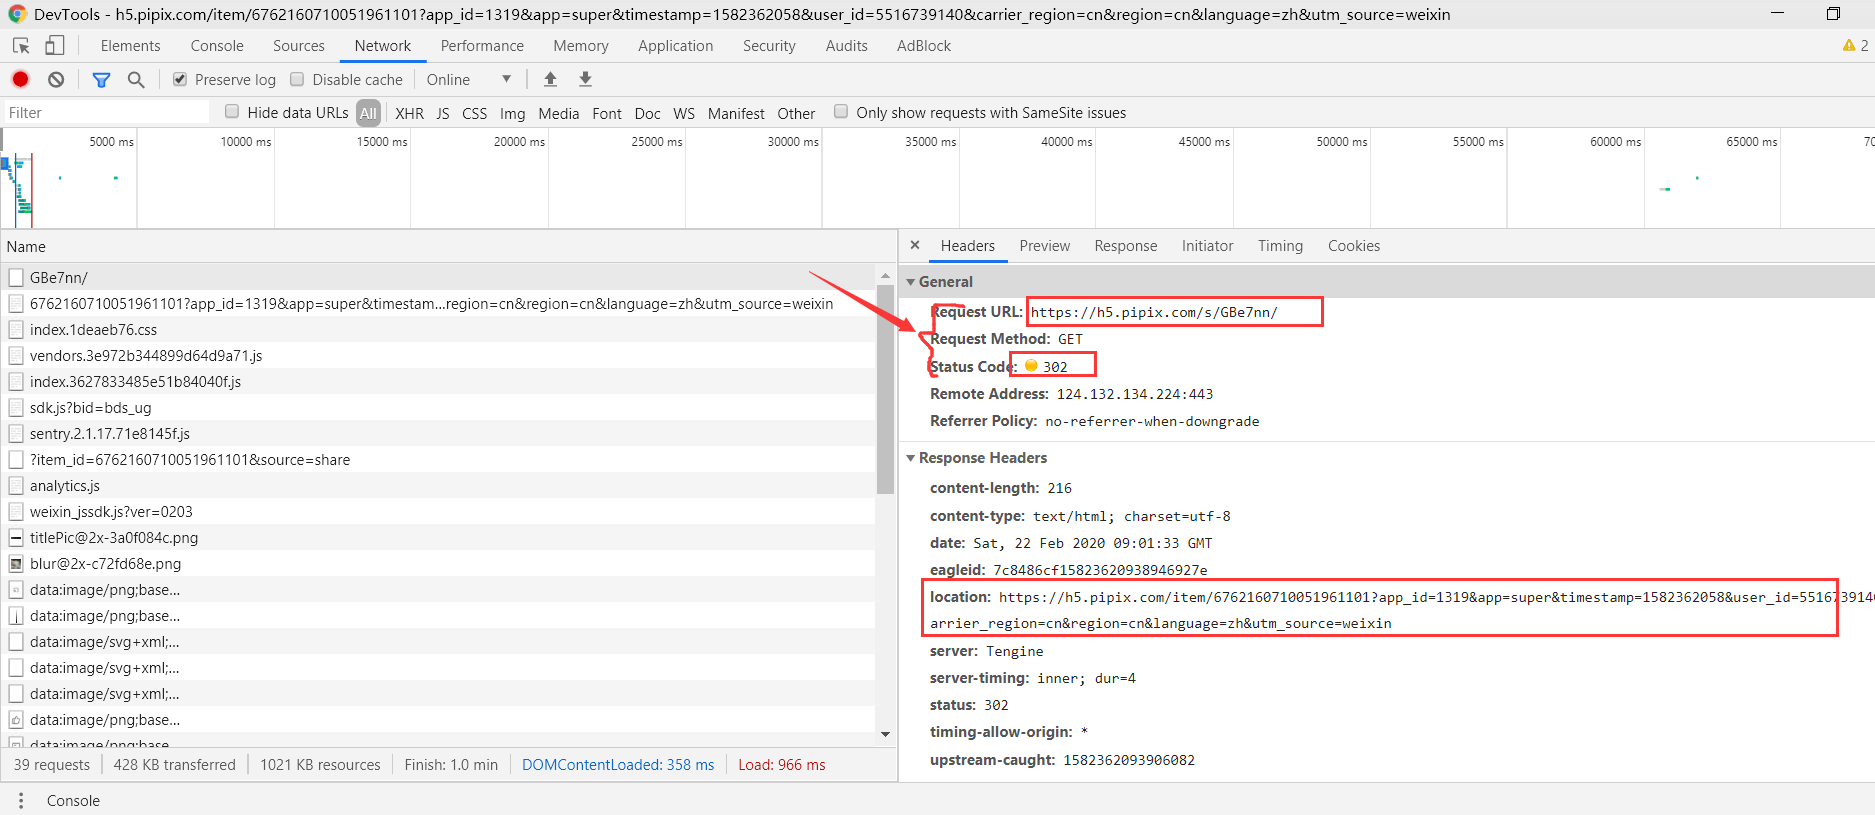 DevTools - h5.pipix.com/item/6762160710051961101?app_id=1319&app=super&timestamp=1582362058&user_id=5516739140&carrier_region=cn&region=cn&language=zh&utm_source=weixin
Elements Console Sources Network Performance Memory Application Security Audits AdBlock 2
Preserve log Disable cache Online
Filter Hide data URLs All XHR JS CSS Img Media Font Doc WS Manifest Other Only show requests with SameSite issues
5000 ms 10000 ms 15000 ms 20000 ms 25000 ms 30000 ms 35000 ms 40000 ms 45000 ms 50000 ms 55000 ms 60000 ms 65000 ms 70
Name
GBe7nn/
6762160710051961101?app_id=1319&app=super&timestam...region=cn&region=cn&language=zh&utm_source=weixin
index.1deaeb76.css
vendors.3e972b344899d64d9a71.js
index.3627833485e51b84040f.js
sdk.js?bid=bds_ug
sentry.2.1.17.71e8145f.js
?item_id=6762160710051961101&source=share
analytics.js
weixin_jssdk.js?ver=0203
titlePic@2x-3a0f084c.png
blur@2x-c72fd68e.png
data:image/png;base...
data:image/png;base...
data:image/svg+xml;...
data:image/svg+xml;...
data:image/svg+xml;...
data:image/png;base...
data:image/png;base
39 requests 428 KB transferred 1021 KB resources Finish: 1.0 min DOMContentLoaded: 358 ms Load: 966 ms
Headers Preview Response Initiator Timing Cookies
General
Request URL: https://h5.pipix.com/s/GBe7nn/
Request Method: GET
Status Code: 302
Remote Address: 124.132.134.224:443
Referrer Policy: no-referrer-when-downgrade
Response Headers
content-length: 216
content-type: text/html; charset=utf-8
date: Sat, 22 Feb 2020 09:01:33 GMT
eagleid: 7c8486cf15823620938946927e
location: https://h5.pipix.com/item/6762160710051961101?app_id=1319&app=super&timestamp=1582362058&user_id=551673914
arrier_region=cn&region=cn&language=zh&utm_source=weixin
server: Tengine
server-timing: inner; dur=4
status: 302
timing-allow-origin: *
upstream-caught: 1582362093906082
Console